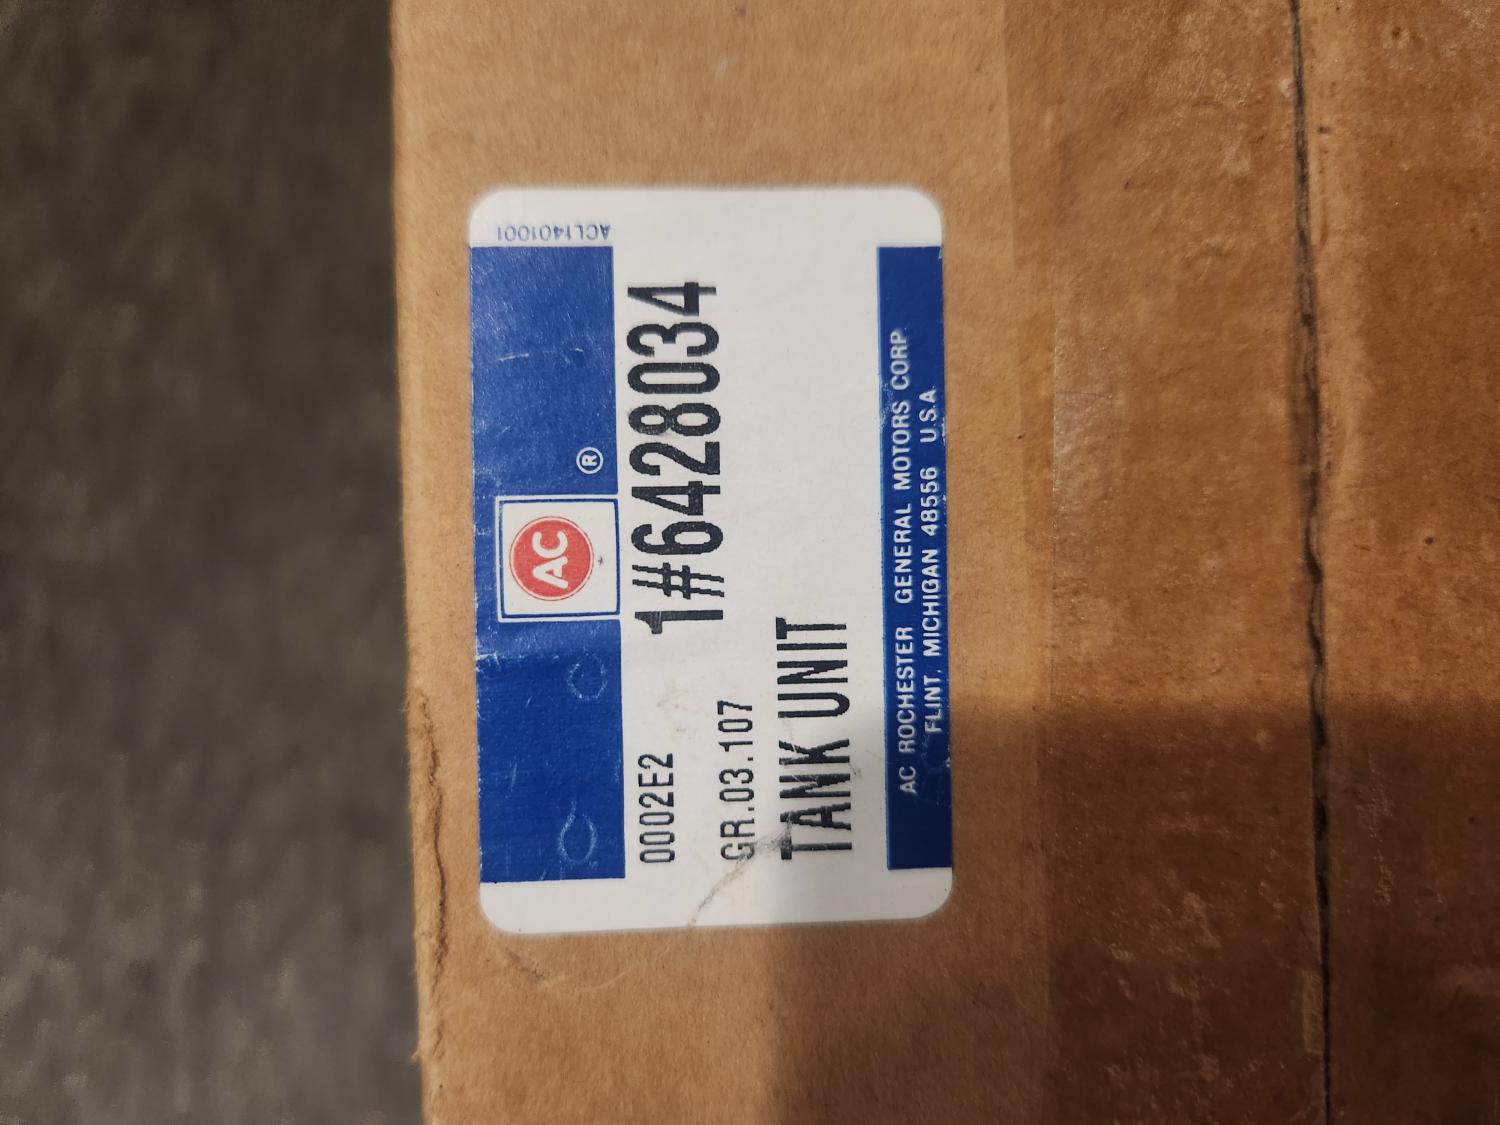 ACL1401001
AC ®
1#6428034
0002E2
GR.03.107
TANK UNIT
AC ROCHESTER GENERAL MOTORS CORP.
FLINT, MICHIGAN 48556 U.S.A.